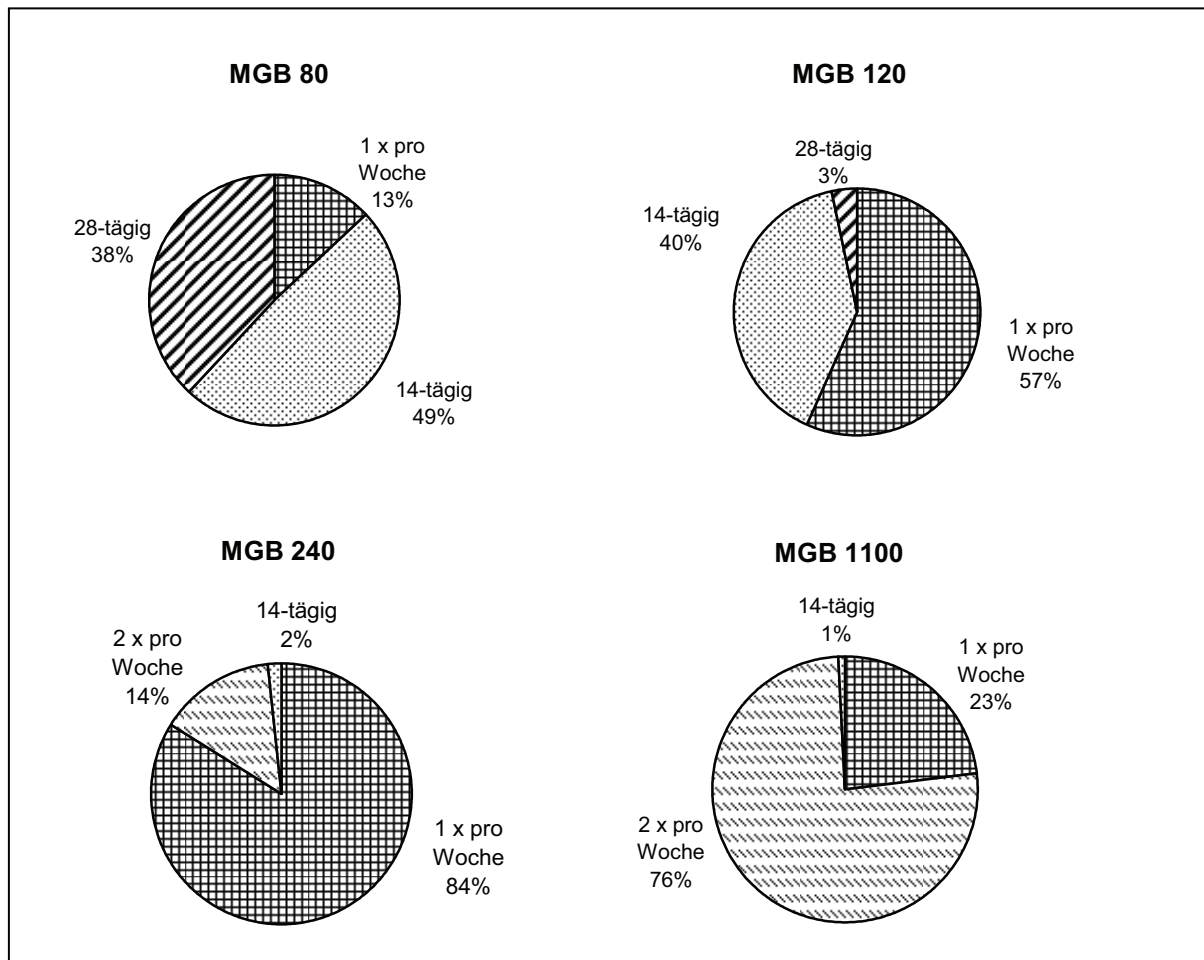 MGB 80
1 x pro
Woche
13%
28-tägig
38%
14-tägig
49%
MGB 120
28-tägig
3%
14-tägig
40%
1 x pro
Woche
57%
MGB 240
14-tägig
2%
2 x pro
Woche
14%
1 x pro
Woche
84%
MGB 1100
14-tägig
1%
1 x pro
Woche
23%
2 x pro
Woche
76%